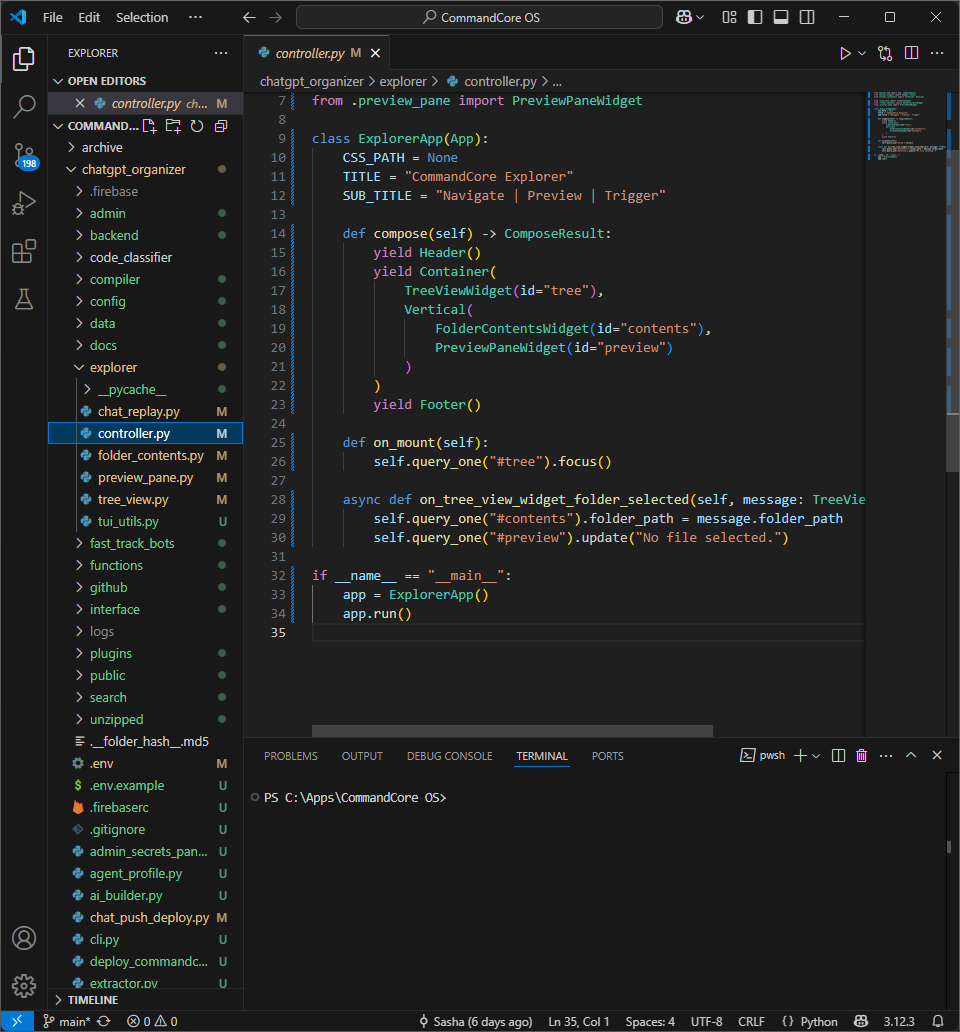 File Edit Selection ··· CommandCore OS
EXPLORER ···
OPEN EDITORS
controller.py ch... M
COMMAND...
archive
chatgpt_organizer
.firebase
admin
backend
code_classifier
compiler
config
data
docs
explorer
__pycache__
chat_replay.py M
controller.py M
folder_contents.py M
preview_pane.py M
tree_view.py M
tui_utils.py U
fast_track_bots
functions
github
interface
logs
plugins
public
search
unzipped
.__folder_hash__.md5
.env M
.env.example U
.firebaserc U
.gitignore U
admin_secrets_pan... U
agent_profile.py U
ai_builder.py U
chat_push_deploy.py M
cli.py U
deploy_commandc... U
extractor.py U
TIMELINE
198
controller.py M
chatgpt_organizer > explorer > controller.py > ...
7 from .preview_pane import PreviewPaneWidget
8
9 class ExplorerApp(App):
10 CSS_PATH = None
11 TITLE = "CommandCore Explorer"
12 SUB_TITLE = "Navigate | Preview | Trigger"
13
14 def compose(self) -> ComposeResult:
15 yield Header()
16 yield Container(
17 TreeViewWidget(id="tree"),
18 Vertical(
19 FolderContentsWidget(id="contents"),
20 PreviewPaneWidget(id="preview")
21 )
22 )
23 yield Footer()
24
25 def on_mount(self):
26 self.query_one("#tree").focus()
27
28 async def on_tree_view_widget_folder_selected(self, message: TreeVie
29 self.query_one("#contents").folder_path = message.folder_path
30 self.query_one("#preview").update("No file selected.")
31
32 if __name__ == "__main__":
33 app = ExplorerApp()
34 app.run()
35
PROBLEMS OUTPUT DEBUG CONSOLE TERMINAL PORTS pwsh
PS C:\Apps\CommandCore OS>
main* 0 0 Sasha (6 days ago) Ln 35, Col 1 Spaces: 4 UTF-8 CRLF { } Python 3.12.3